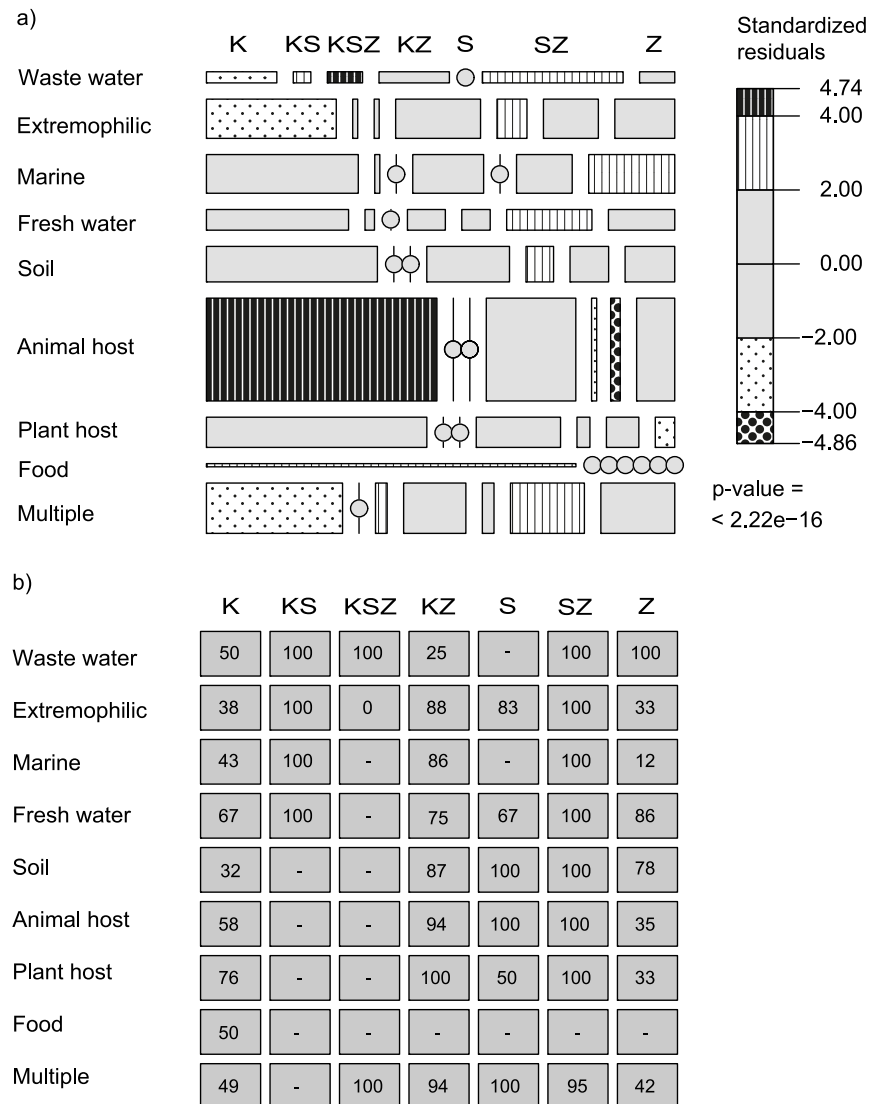 a)
K KS KSZ KZ S SZ Z
Waste water
Extremophilic
Marine
Fresh water
Soil
Animal host
Plant host
Food
Multiple
Standardized
residuals
4.74
4.00
2.00
0.00
−2.00
−4.00
−4.86
p-value =
< 2.22e−16
b)
K KS KSZ KZ S SZ Z
Waste water 50 100 100 25 - 100 100
Extremophilic 38 100 0 88 83 100 33
Marine 43 100 - 86 - 100 12
Fresh water 67 100 - 75 67 100 86
Soil 32 - - 87 100 100 78
Animal host 58 - - 94 100 100 35
Plant host 76 - - 100 50 100 33
Food 50 - - - - - -
Multiple 49 - 100 94 100 95 42